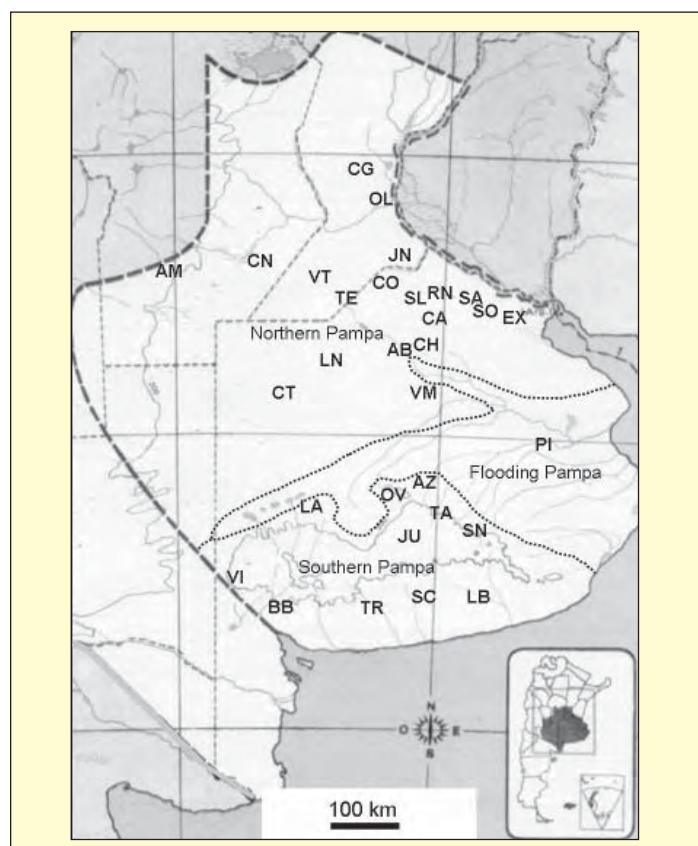 CG
OL
JN
CN
AM
VT
CO
TE
RN
SL
SA
SO
EX
CA
Northern Pampa
CH
AB
LN
CT
VM
PI
Flooding Pampa
AZ
OV
LA
TA
SN
JU
Southern Pampa
VI
SC
LB
BB
TR
N
O
E
S
100 km